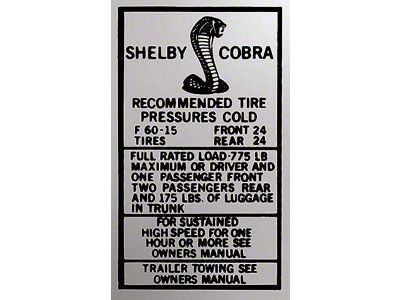 SHELBY COBRA
RECOMMENDED TIRE
PRESSURES COLD
F 60-15 FRONT 24
TIRES REAR 24
FULL RATED LOAD-775 LB
MAXIMUM OR DRIVER AND
ONE PASSENGER FRONT
TWO PASSENGERS REAR
AND 175 LBS. OF LUGGAGE
IN TRUNK
FOR SUSTAINED
HIGH SPEED FOR ONE
HOUR OR MORE SEE
OWNERS MANUAL
TRAILER TOWING SEE
OWNERS MANUAL